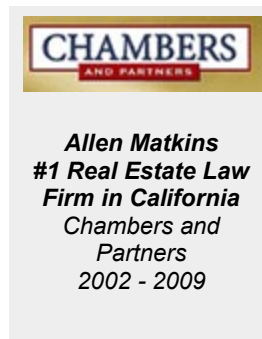 CHAMBERS
AND PARTNERS
Allen Matkins
#1 Real Estate Law
Firm in California
Chambers and
Partners
2002 - 2009